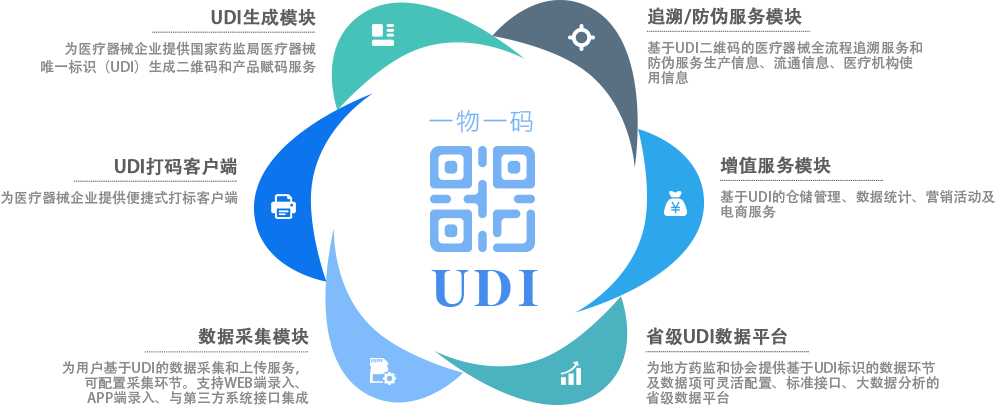 UDI生成模块
为医疗器械企业提供国家药监局医疗器械
唯一标识（UDI）生成二维码和产品赋码服务
追溯/防伪服务模块
基于UDI二维码的医疗器械全流程追溯服务和
防伪服务生产信息、流通信息、医疗机构使
用信息
一物一码
UDI
UDI打码客户端
为医疗器械企业提供便捷式打标客户端
增值服务模块
基于UDI的仓储管理、数据统计、营销活动及
电商服务
数据采集模块
为用户基于UDI的数据采集和上传服务，
可配置采集环节。支持WEB端录入、
APP端录入、与第三方系统接口集成
省级UDI数据平台
为地方药监和协会提供基于UDI标识的数据环节
及数据项可灵活配置、标准接口、大数据分析的
省级数据平台